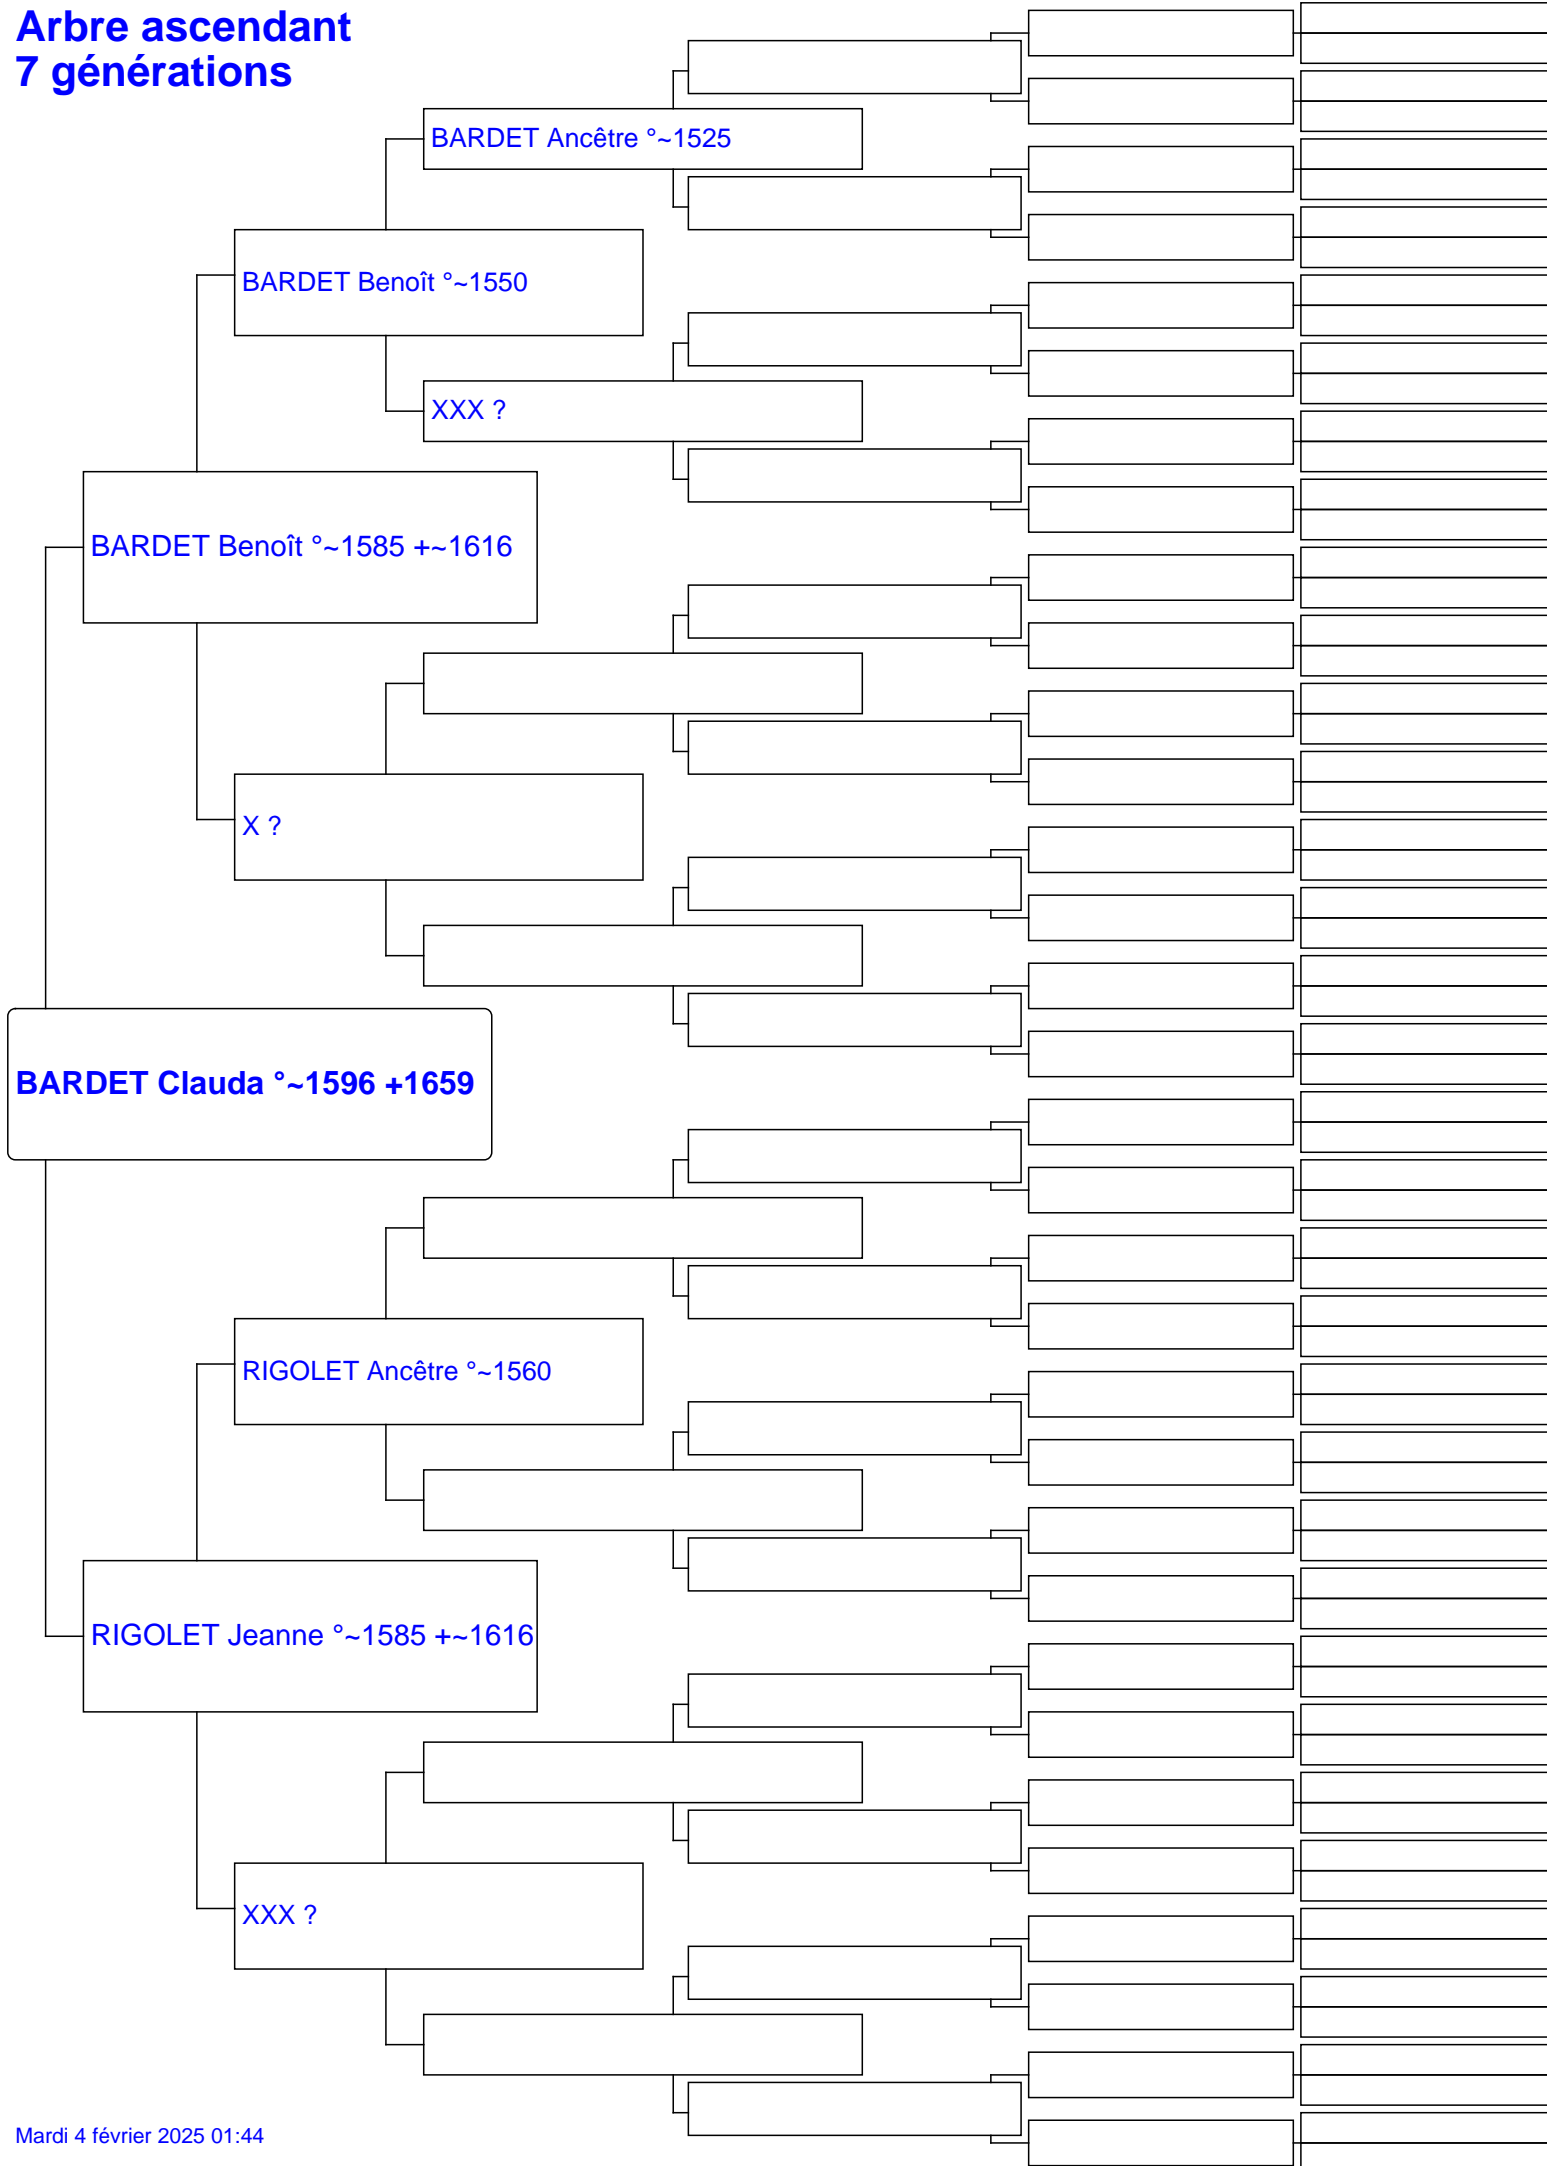 Arbre ascendant
7 générations
BARDET Ancêtre °~1525
BARDET Benoît °~1550
XXX ?
BARDET Benoît °~1585 +~1616
X ?
BARDET Clauda °~1596 +1659
RIGOLET Ancêtre °~1560
RIGOLET Jeanne °~1585 +~1616
XXX ?
Mardi 4 février 2025 01:44